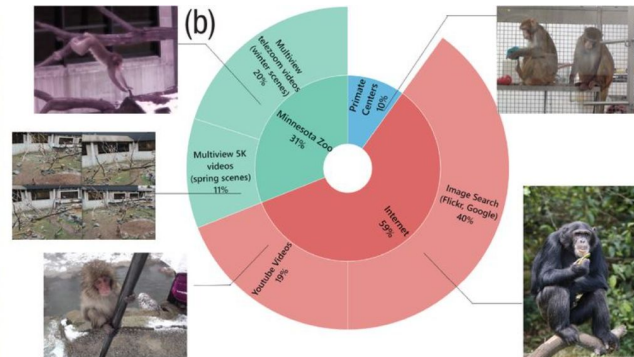 (b)
Multiview
telezoom videos
(winter scenes)
20%
Primate
Centers
10%
Minnesota Zoo
31%
Multiview 5K
videos
(spring scenes)
11%
Internet
59%
Image Search
(Flickr, Google)
40%
Youtube Videos
19%